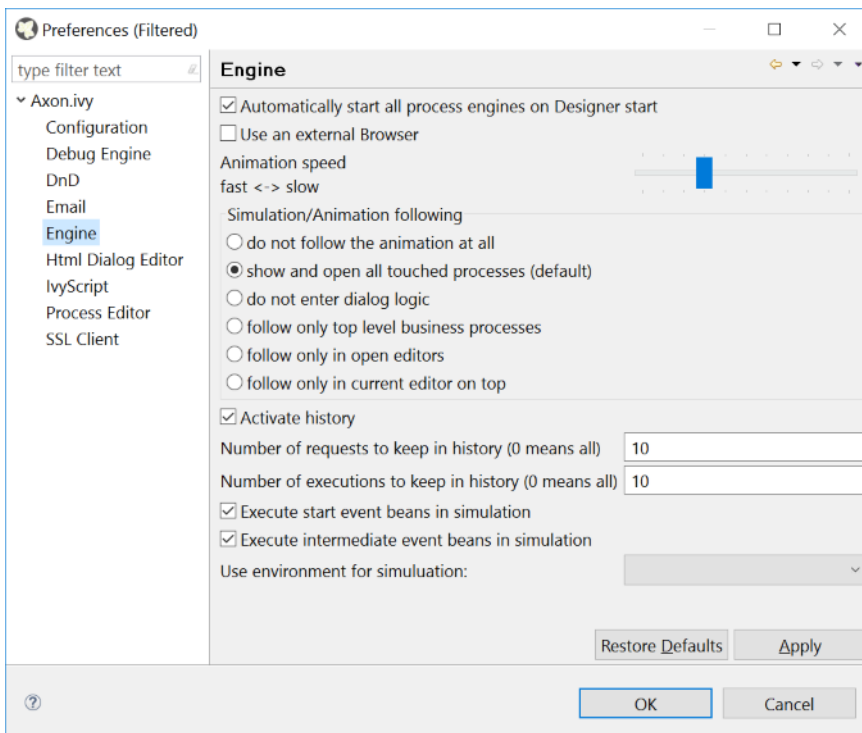 Preferences (Filtered)
type filter text
Axon.ivy
Configuration
Debug Engine
DnD
Email
Engine
Html Dialog Editor
IvyScript
Process Editor
SSL Client
Engine
Automatically start all process engines on Designer start
Use an external Browser
Animation speed
fast <-> slow
Simulation/Animation following
do not follow the animation at all
show and open all touched processes (default)
do not enter dialog logic
follow only top level business processes
follow only in open editors
follow only in current editor on top
Activate history
Number of requests to keep in history (0 means all) 10
Number of executions to keep in history (0 means all) 10
Execute start event beans in simulation
Execute intermediate event beans in simulation
Use environment for simuluation:
Restore Defaults Apply
? OK Cancel